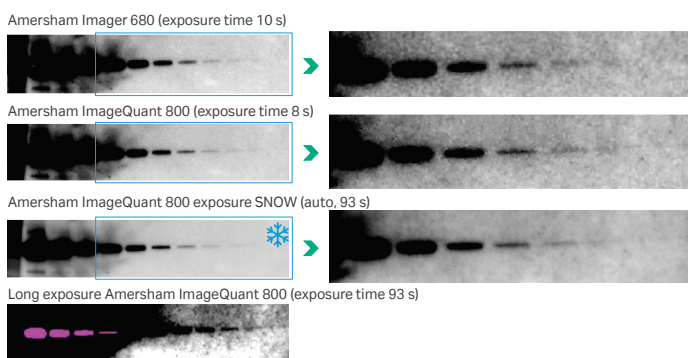 Amersham Imager 680 (exposure time 10 s)
Amersham ImageQuant 800 (exposure time 8 s)
Amersham ImageQuant 800 exposure SNOW (auto, 93 s)
Long exposure Amersham ImageQuant 800 (exposure time 93 s)